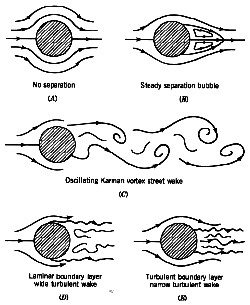 No separation
(A)
Steady separation bubble
(B)
Oscillating Karman vortex street wake
(C)
Laminar boundary layer
wide turbulent wake
(D)
Turbulent boundary layer
narrow turbulent wake
(E)